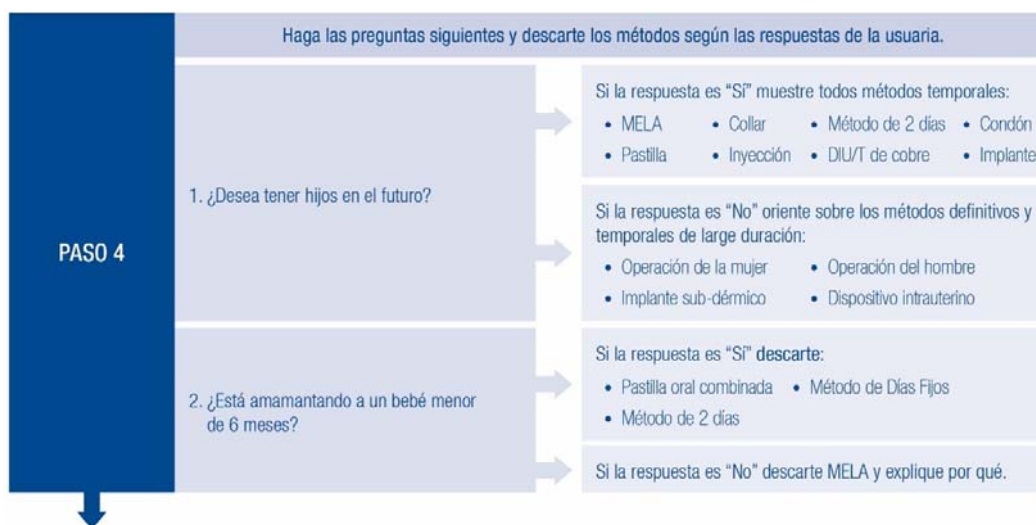 Haga las preguntas siguientes y descarte los métodos según las respuestas de la usuaria.
PASO 4
1. ¿Desea tener hijos en el futuro?
Si la respuesta es “Sí” muestre todos métodos temporales:
• MELA • Collar • Método de 2 días • Condón
• Pastilla • Inyección • DIU/T de cobre • Implante
Si la respuesta es “No” oriente sobre los métodos definitivos y
temporales de large duración:
• Operación de la mujer • Operación del hombre
• Implante sub-dérmico • Dispositivo intrauterino
2. ¿Está amamantando a un bebé menor
de 6 meses?
Si la respuesta es “Sí” descarte:
• Pastilla oral combinada • Método de Días Fijos
• Método de 2 días
Si la respuesta es “No” descarte MELA y explique por qué.